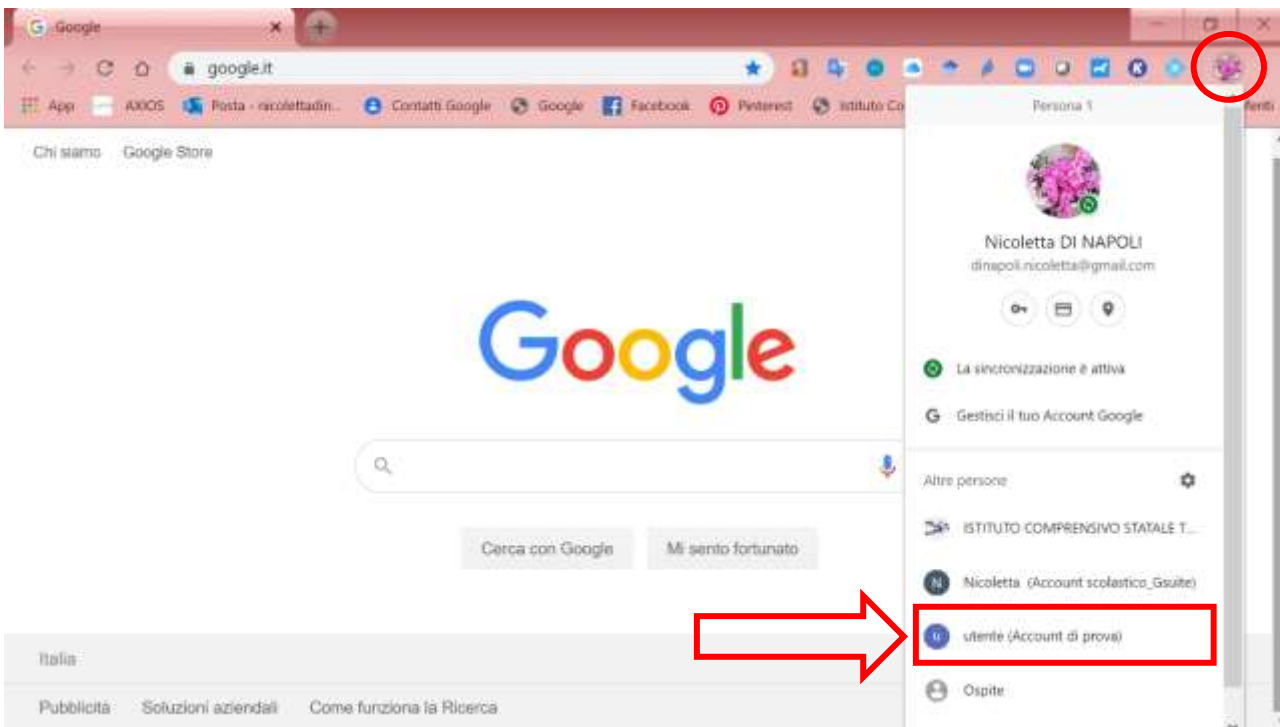 Google
google.it
App
AXIOS
Posta - nicolettadin...
Contatti Google
Google
Facebook
Pinterest
Istituto Co
Chi siamo
Google Store
Persona 1
Nicoletta DI NAPOLI
dinapoli.nicoletta@gmail.com
La sincronizzazione è attiva
G Gestisci il tuo Account Google
Google
Cerca con Google
Mi sento fortunato
Altre persone
ISTITUTO COMPRENSIVO STATALE T...
N Nicoletta (Account scolastico_Gsuite)
u utente (Account di prova)
Ospite
Italia
Pubblicità
Soluzioni aziendali
Come funziona la Ricerca